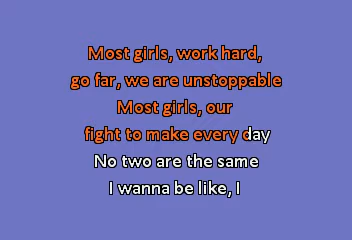 Most girls, work hard,
go far, we are unstoppable
Most girls, our
fight to make every day
No two are the same
I wanna be like, I